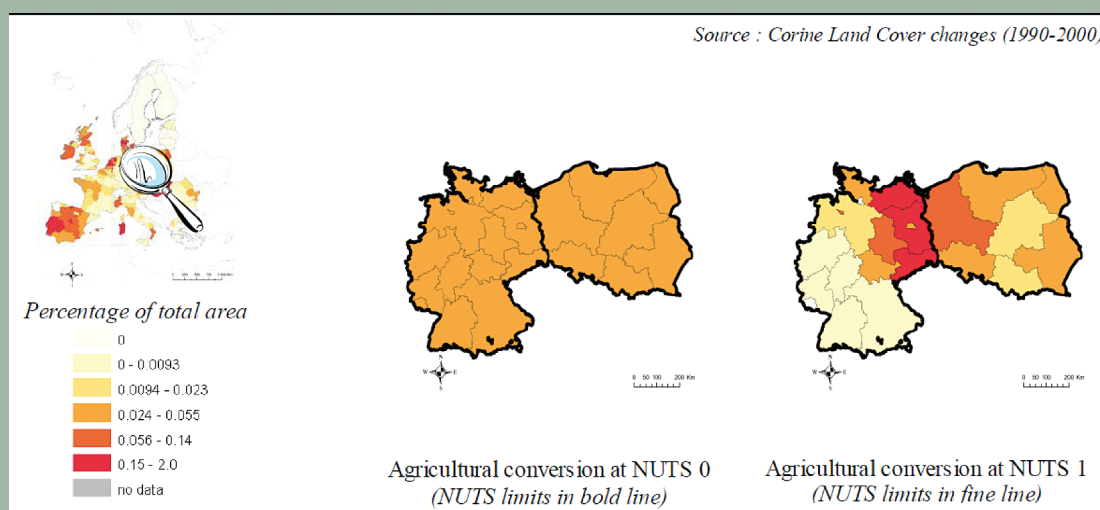 Source : Corine Land Cover changes (1990-2000)
Percentage of total area
0
0 - 0.0093
0.0094 - 0.023
0.024 - 0.055
0.056 - 0.14
0.15 - 2.0
no data
N
W E
S
0 50 100 200 Km
N
W E
S
0 50 100 200 Km
Agricultural conversion at NUTS 0
(NUTS limits in bold line)
Agricultural conversion at NUTS 1
(NUTS limits in fine line)